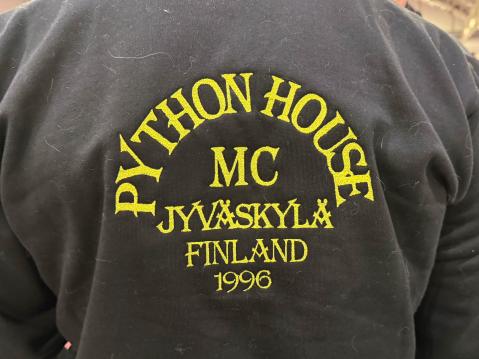 PYTHON HOUSE
MC
JYVÄSKYLÄ
FINLAND
1996